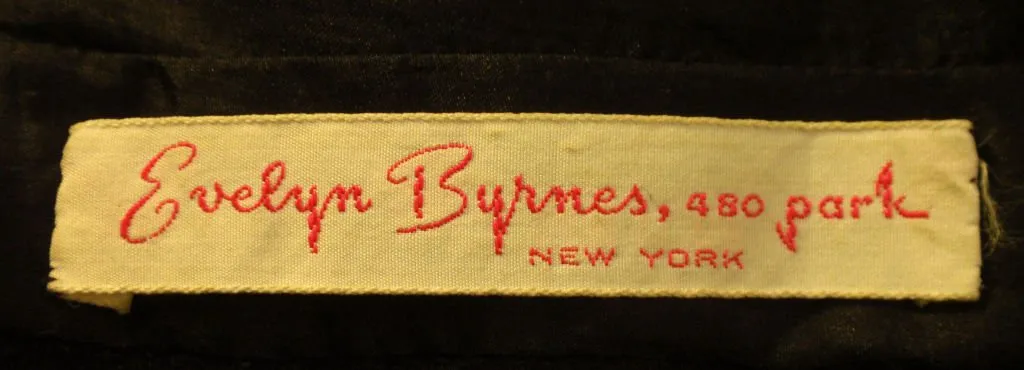 Evelyn Byrnes, 480 park
NEW YORK